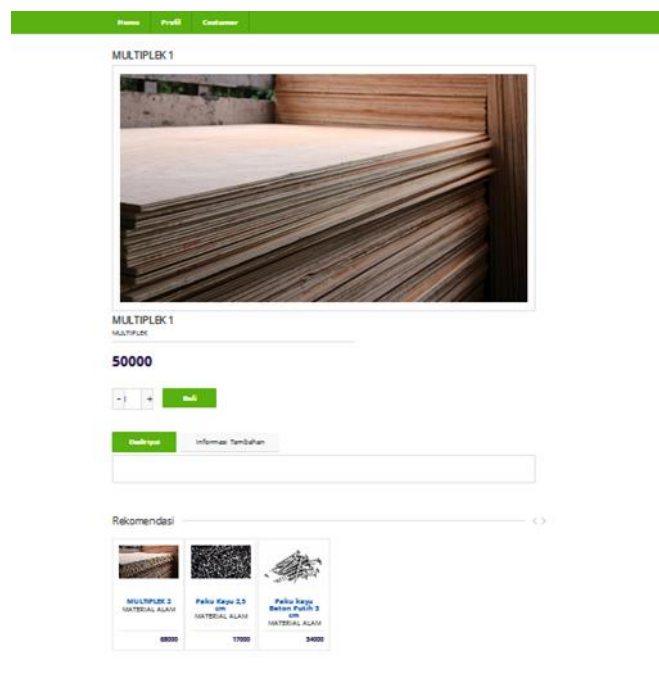 Home Profil Costumer
MULTIPLEK 1
MULTIPLEK 1
MULTIPLEK
50000
- 1 + Beli
Deskripsi Informasi Tambahan
Rekomendasi < >
MULTIPLEK 2
MATERIAL ALAM
68000
Paku Kayu 2,5
cm
MATERIAL ALAM
17000
Paku kayu
Beton Putih 3
cm
MATERIAL ALAM
34000